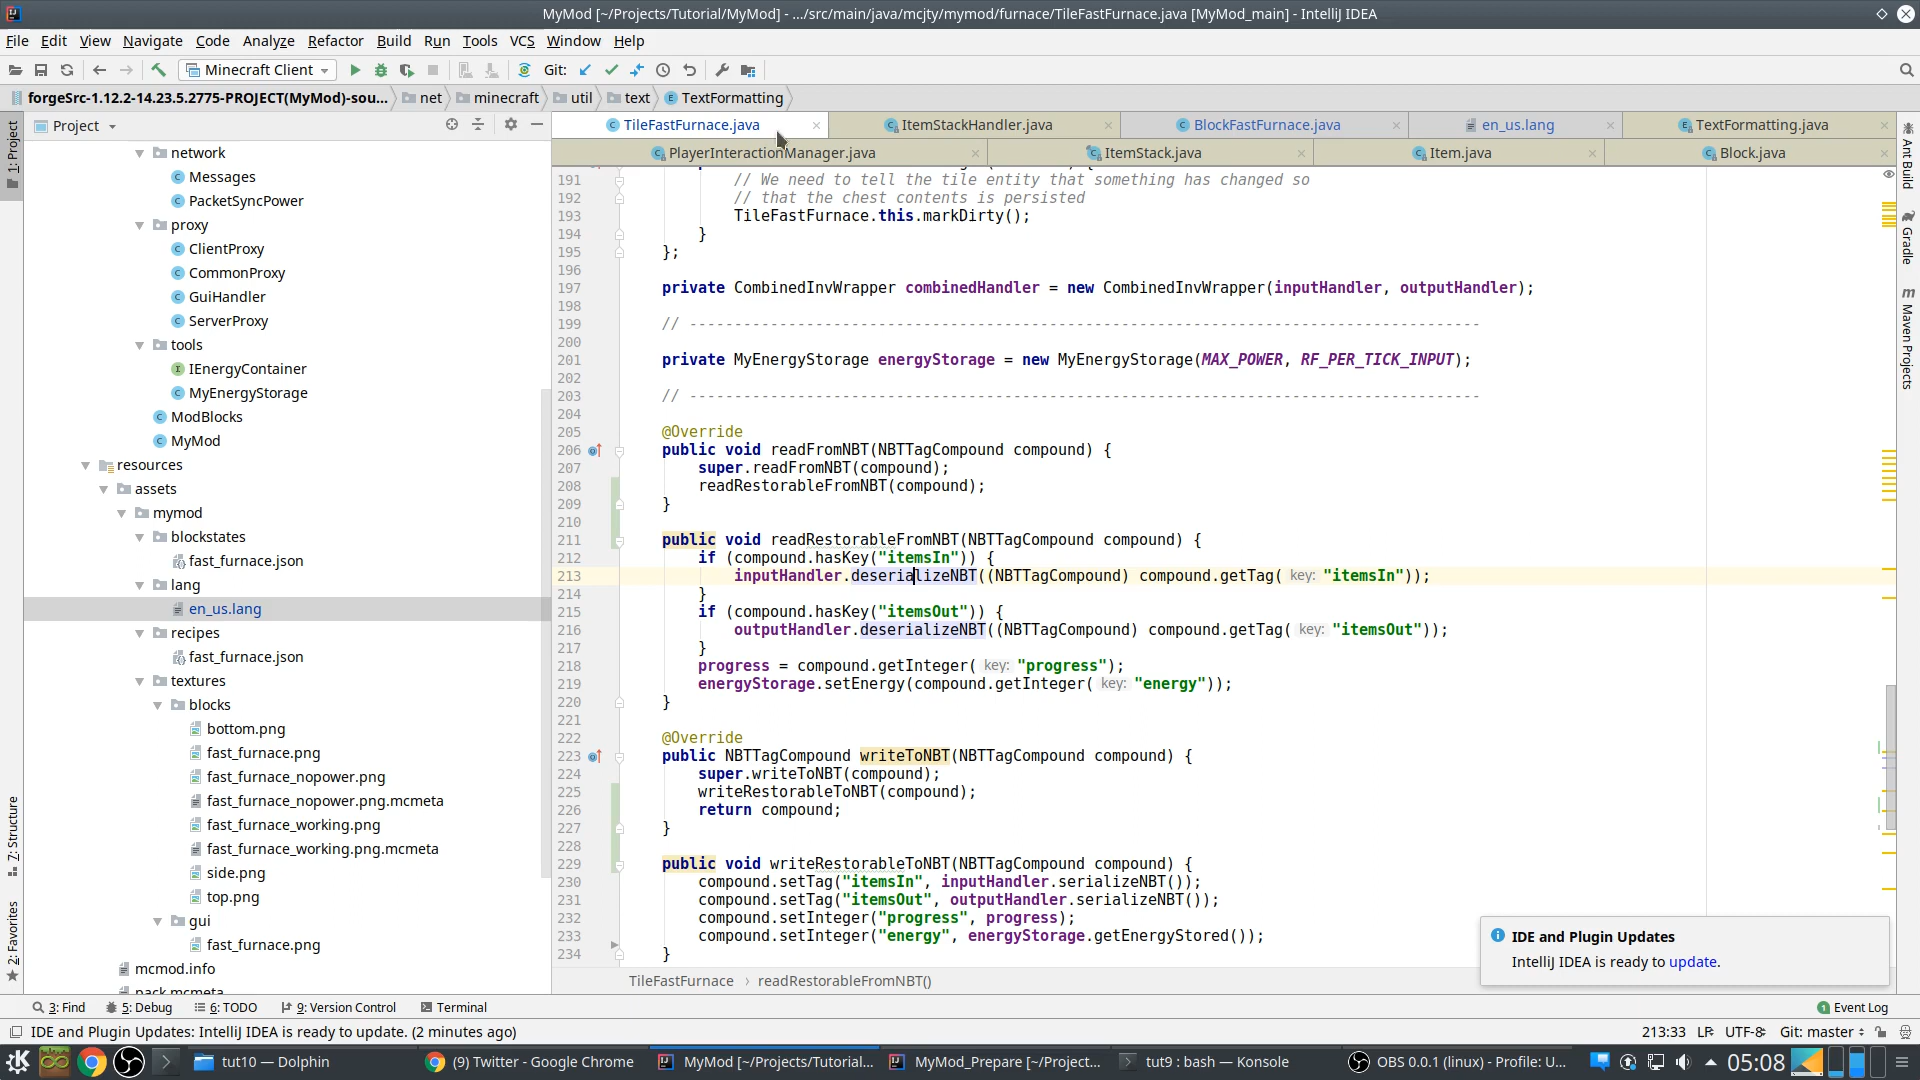 MyMod [~/Projects/Tutorial/MyMod] - .../src/main/java/mcjty/mymod/furnace/TileFastFurnace.java [MyMod_main] - IntelliJ IDEA
File Edit View Navigate Code Analyze Refactor Build Run Tools VCS Window Help
Minecraft Client Git:
forgeSrc-1.12.2-14.23.5.2775-PROJECT(MyMod)-sou... net minecraft util text TextFormatting
Project
TileFastFurnace.java ItemStackHandler.java BlockFastFurnace.java en_us.lang TextFormatting.java
PlayerInteractionManager.java ItemStack.java Item.java Block.java
1: Project
7: Structure
2: Favorites
network
Messages
PacketSyncPower
proxy
ClientProxy
CommonProxy
GuiHandler
ServerProxy
tools
IEnergyContainer
MyEnergyStorage
ModBlocks
MyMod
resources
assets
mymod
blockstates
fast_furnace.json
lang
en_us.lang
recipes
fast_furnace.json
textures
blocks
bottom.png
fast_furnace.png
fast_furnace_nopower.png
fast_furnace_nopower.png.mcmeta
fast_furnace_working.png
fast_furnace_working.png.mcmeta
side.png
top.png
gui
fast_furnace.png
mcmod.info
pack.mcmeta
191 // We need to tell the tile entity that something has changed so
192 // that the chest contents is persisted
193 TileFastFurnace.this.markDirty();
194 }
195 };
196
197 private CombinedInvWrapper combinedHandler = new CombinedInvWrapper(inputHandler, outputHandler);
198
199 // ----------------------------------------------------------------------------------------
200
201 private MyEnergyStorage energyStorage = new MyEnergyStorage(MAX_POWER, RF_PER_TICK_INPUT);
202
203 // ----------------------------------------------------------------------------------------
204
205 @Override
206 public void readFromNBT(NBTTagCompound compound) {
207 super.readFromNBT(compound);
208 readRestorableFromNBT(compound);
209 }
210
211 public void readRestorableFromNBT(NBTTagCompound compound) {
212 if (compound.hasKey("itemsIn")) {
213 inputHandler.deserializeNBT((NBTTagCompound) compound.getTag( key: "itemsIn"));
214 }
215 if (compound.hasKey("itemsOut")) {
216 outputHandler.deserializeNBT((NBTTagCompound) compound.getTag( key: "itemsOut"));
217 }
218 progress = compound.getInteger( key: "progress");
219 energyStorage.setEnergy(compound.getInteger( key: "energy"));
220 }
221
222 @Override
223 public NBTTagCompound writeToNBT(NBTTagCompound compound) {
224 super.writeToNBT(compound);
225 writeRestorableToNBT(compound);
226 return compound;
227 }
228
229 public void writeRestorableToNBT(NBTTagCompound compound) {
230 compound.setTag("itemsIn", inputHandler.serializeNBT());
231 compound.setTag("itemsOut", outputHandler.serializeNBT());
232 compound.setInteger("progress", progress);
233 compound.setInteger("energy", energyStorage.getEnergyStored());
234 }
Ant Build
Gradle
Maven Projects
IDE and Plugin Updates
IntelliJ IDEA is ready to update.
TileFastFurnace › readRestorableFromNBT()
3: Find 5: Debug 6: TODO 9: Version Control Terminal 1 Event Log
IDE and Plugin Updates: IntelliJ IDEA is ready to update. (2 minutes ago) 213:33 LF UTF-8 Git: master
tut10 — Dolphin (9) Twitter - Google Chrome MyMod [~/Projects/Tutorial... MyMod_Prepare [~/Project... tut9 : bash — Konsole OBS 0.0.1 (linux) - Profile: U... 05:08